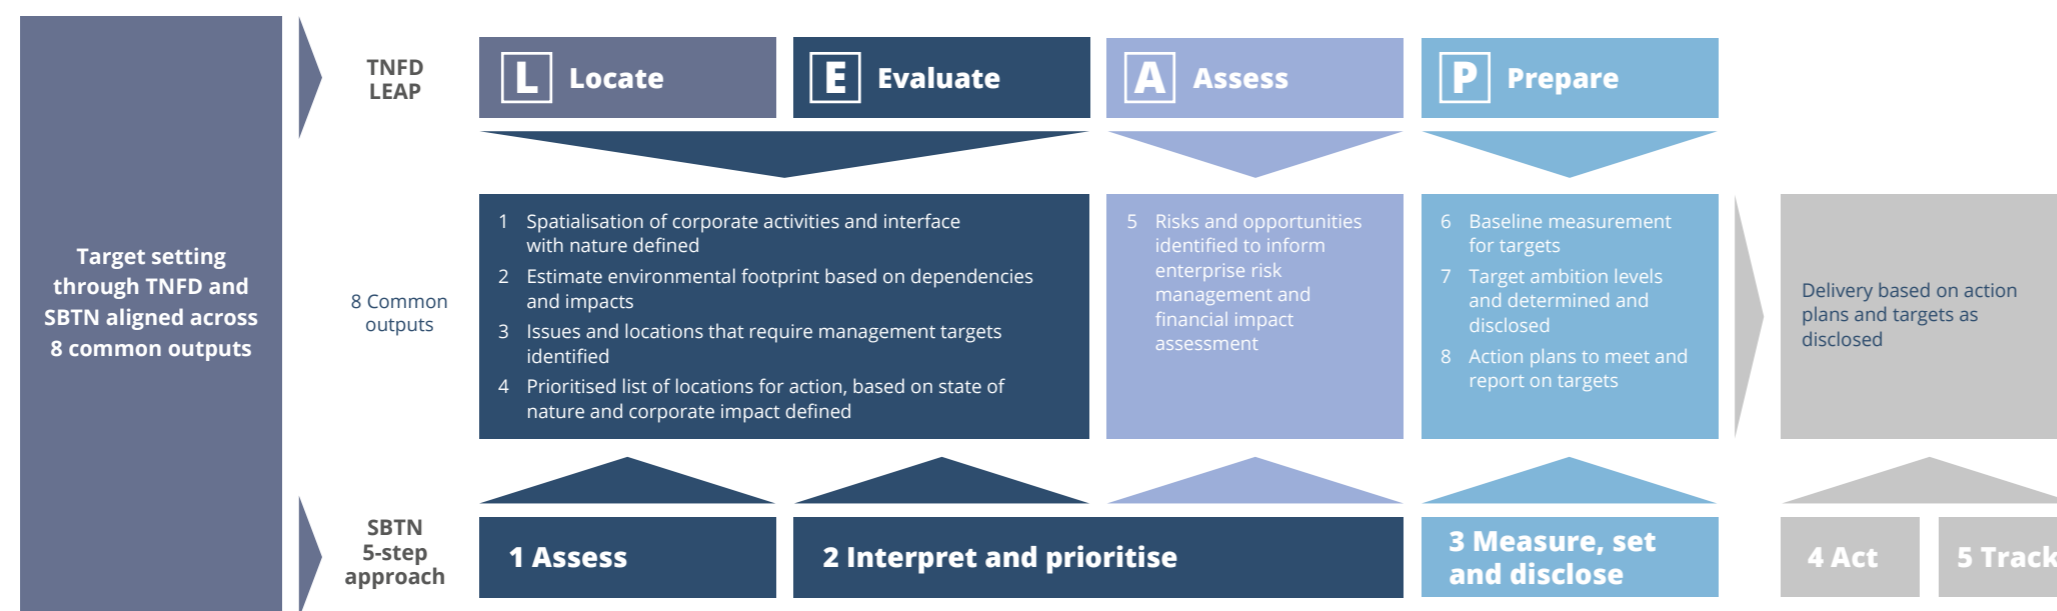 Target setting
through TNFD and
SBTN aligned across
8 common outputs
TNFD
LEAP
L Locate
E Evaluate
A Assess
P Prepare
8 Common
outputs
1 Spatialisation of corporate activities and interface
with nature defined
2 Estimate environmental footprint based on dependencies
and impacts
3 Issues and locations that require management targets
identified
4 Prioritised list of locations for action, based on state of
nature and corporate impact defined
5 Risks and opportunities
identified to inform
enterprise risk
management and
financial impact
assessment
6 Baseline measurement
for targets
7 Target ambition levels
and determined and
disclosed
8 Action plans to meet and
report on targets
Delivery based on action
plans and targets as
disclosed
SBTN
5-step
approach
1 Assess
2 Interpret and prioritise
3 Measure, set
and disclose
4 Act
5 Track